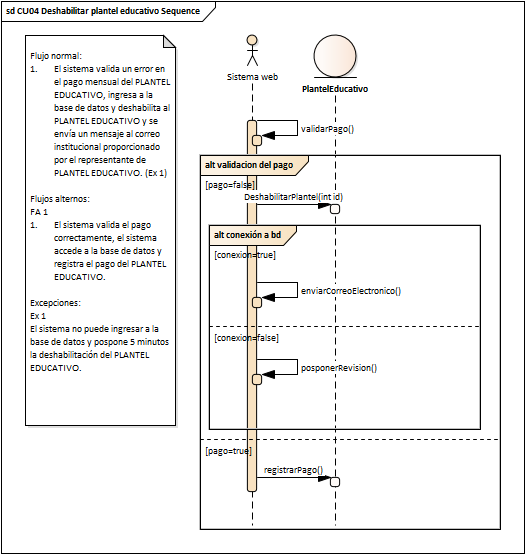 sd CU04 Deshabilitar plantel educativo Sequence
Flujo normal:
1. El sistema valida un error en
el pago mensual del PLANTEL
EDUCATIVO, ingresa a la
base de datos y deshabilita al
PLANTEL EDUCATIVO y se
envía un mensaje al correo
institucional proporcionado
por el representante de
PLANTEL EDUCATIVO. (Ex 1)
Flujos alternos:
FA 1
1. El sistema valida el pago
correctamente, el sistema
accede a la base de datos y
registra el pago del PLANTEL
EDUCATIVO.
Excepciones:
Ex 1
El sistema no puede ingresar a la
base de datos y pospone 5 minutos
la deshabilitación del PLANTEL
EDUCATIVO.
Sistema web
PlantelEducativo
validarPago()
alt validacion del pago
[pago=false]
DeshabilitarPlantel(int id)
alt conexión a bd
[conexion=true]
enviarCorreoElectronico()
[conexion=false]
posponerRevision()
[pago=true]
registrarPago()